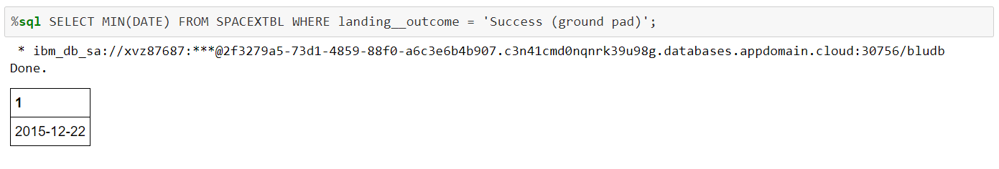 %sql SELECT MIN(DATE) FROM SPACEXTBL WHERE landing__outcome = 'Success (ground pad)';
* ibm_db_sa://xvz87687:***@2f3279a5-73d1-4859-88f0-a6c3e6b4b907.c3n41cmd0nqnrk39u98g.databases.appdomain.cloud:30756/bludb
Done.
1
2015-12-22